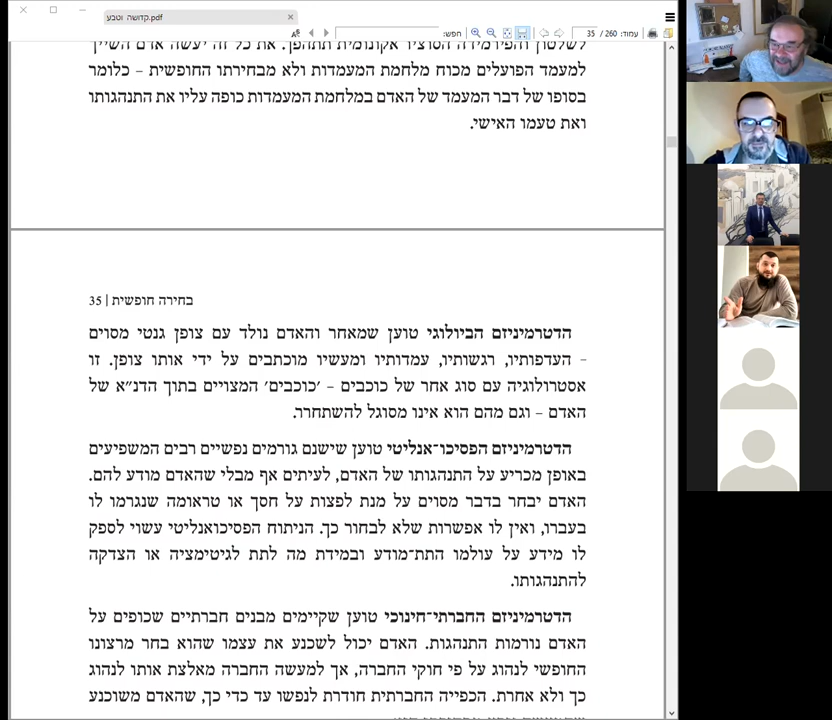 קדושה וטבע.pdf
עמוד: 35 / 260
חפש:
לשלטון והפירמידה הסוציו אקונומית תתהפך. את כל זה יעשה אדם השייך
למעמד הפועלים מכוח מלחמת המעמדות ולא מבחירתו החופשית – כלומר
בסופו של דבר המעמד של האדם במלחמת המעמדות כופה עליו את התנהגותו
ואת טעמו האישי.
בחירה חופשית | 35
הדטרמיניזם הביולוגי טוען שמאחר והאדם נולד עם צופן גנטי מסוים
– העדפותיו, רגשותיו, עמדותיו ומעשיו מוכתבים על ידי אותו צופן. זו
אסטרולוגיה עם סוג אחר של כוכבים – 'כוכבים' המצויים בתוך הדנ״א של
האדם – וגם מהם הוא אינו מסוגל להשתחרר.
הדטרמיניזם הפסיכו־אנליטי טוען שישנם גורמים נפשיים רבים המשפיעים
באופן מכריע על התנהגותו של האדם, לעיתים אף מבלי שהאדם מודע להם.
האדם יבחר בדבר מסוים על מנת לפצות על חסך או טראומה שנגרמו לו
בעברו, ואין לו אפשרות שלא לבחור כך. הניתוח הפסיכואנליטי עשוי לספק
לו מידע על עולמו התת־מודע ובמידת מה לתת לגיטימציה או הצדקה
להתנהגותו.
הדטרמיניזם החברתי־חינוכי טוען שקיימים מבנים חברתיים שכופים על
האדם נורמות התנהגות. האדם יכול לשכנע את עצמו שהוא בחר מרצונו
החופשי לנהוג על פי חוקי החברה, אך למעשה החברה מאלצת אותו לנהוג
כך ולא אחרת. הכפייה החברתית חודרת לנפשו עד כדי כך, שהאדם משוכנע